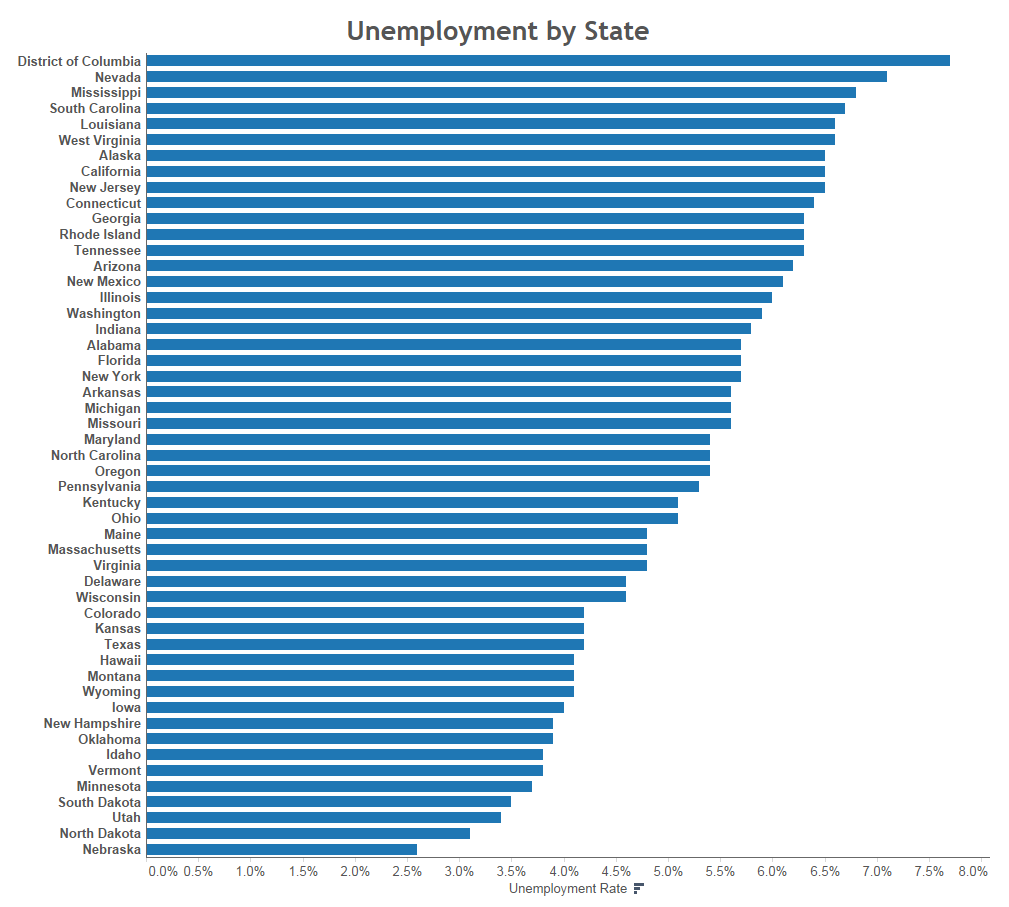 Unemployment by State
District of Columbia
Nevada
Mississippi
South Carolina
Louisiana
West Virginia
Alaska
California
New Jersey
Connecticut
Georgia
Rhode Island
Tennessee
Arizona
New Mexico
Illinois
Washington
Indiana
Alabama
Florida
New York
Arkansas
Michigan
Missouri
Maryland
North Carolina
Oregon
Pennsylvania
Kentucky
Ohio
Maine
Massachusetts
Virginia
Delaware
Wisconsin
Colorado
Kansas
Texas
Hawaii
Montana
Wyoming
Iowa
New Hampshire
Oklahoma
Idaho
Vermont
Minnesota
South Dakota
Utah
North Dakota
Nebraska
0.0% 0.5% 1.0% 1.5% 2.0% 2.5% 3.0% 3.5% 4.0% 4.5% 5.0% 5.5% 6.0% 6.5% 7.0% 7.5% 8.0%
Unemployment Rate